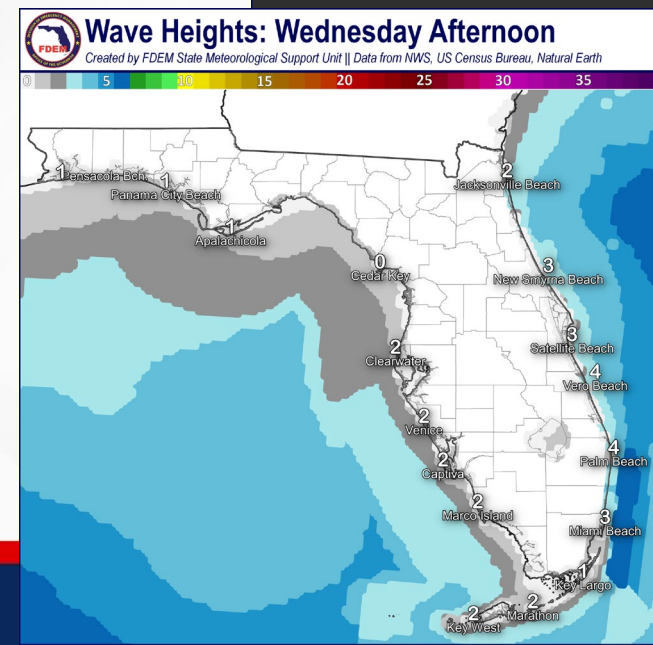 Wave Heights: Wednesday Afternoon
Created by FDEM State Meteorological Support Unit || Data from NWS, US Census Bureau, Natural Earth
FDEM
0 5 10 15 20 25 30 35
2
Jacksonville Beach
1 Pensacola Bch.
1
Panama City Beach
1
Apalachicola
0
Cedar Key
3
New Smyrna Beach
3
Satellite Beach
2
Clearwater
4
Vero Beach
2
Venice
4
Palm Beach
2
Captiva
2
Marco Island
3
Miami Beach
1
Key Largo
2
Marathon
2
Key West